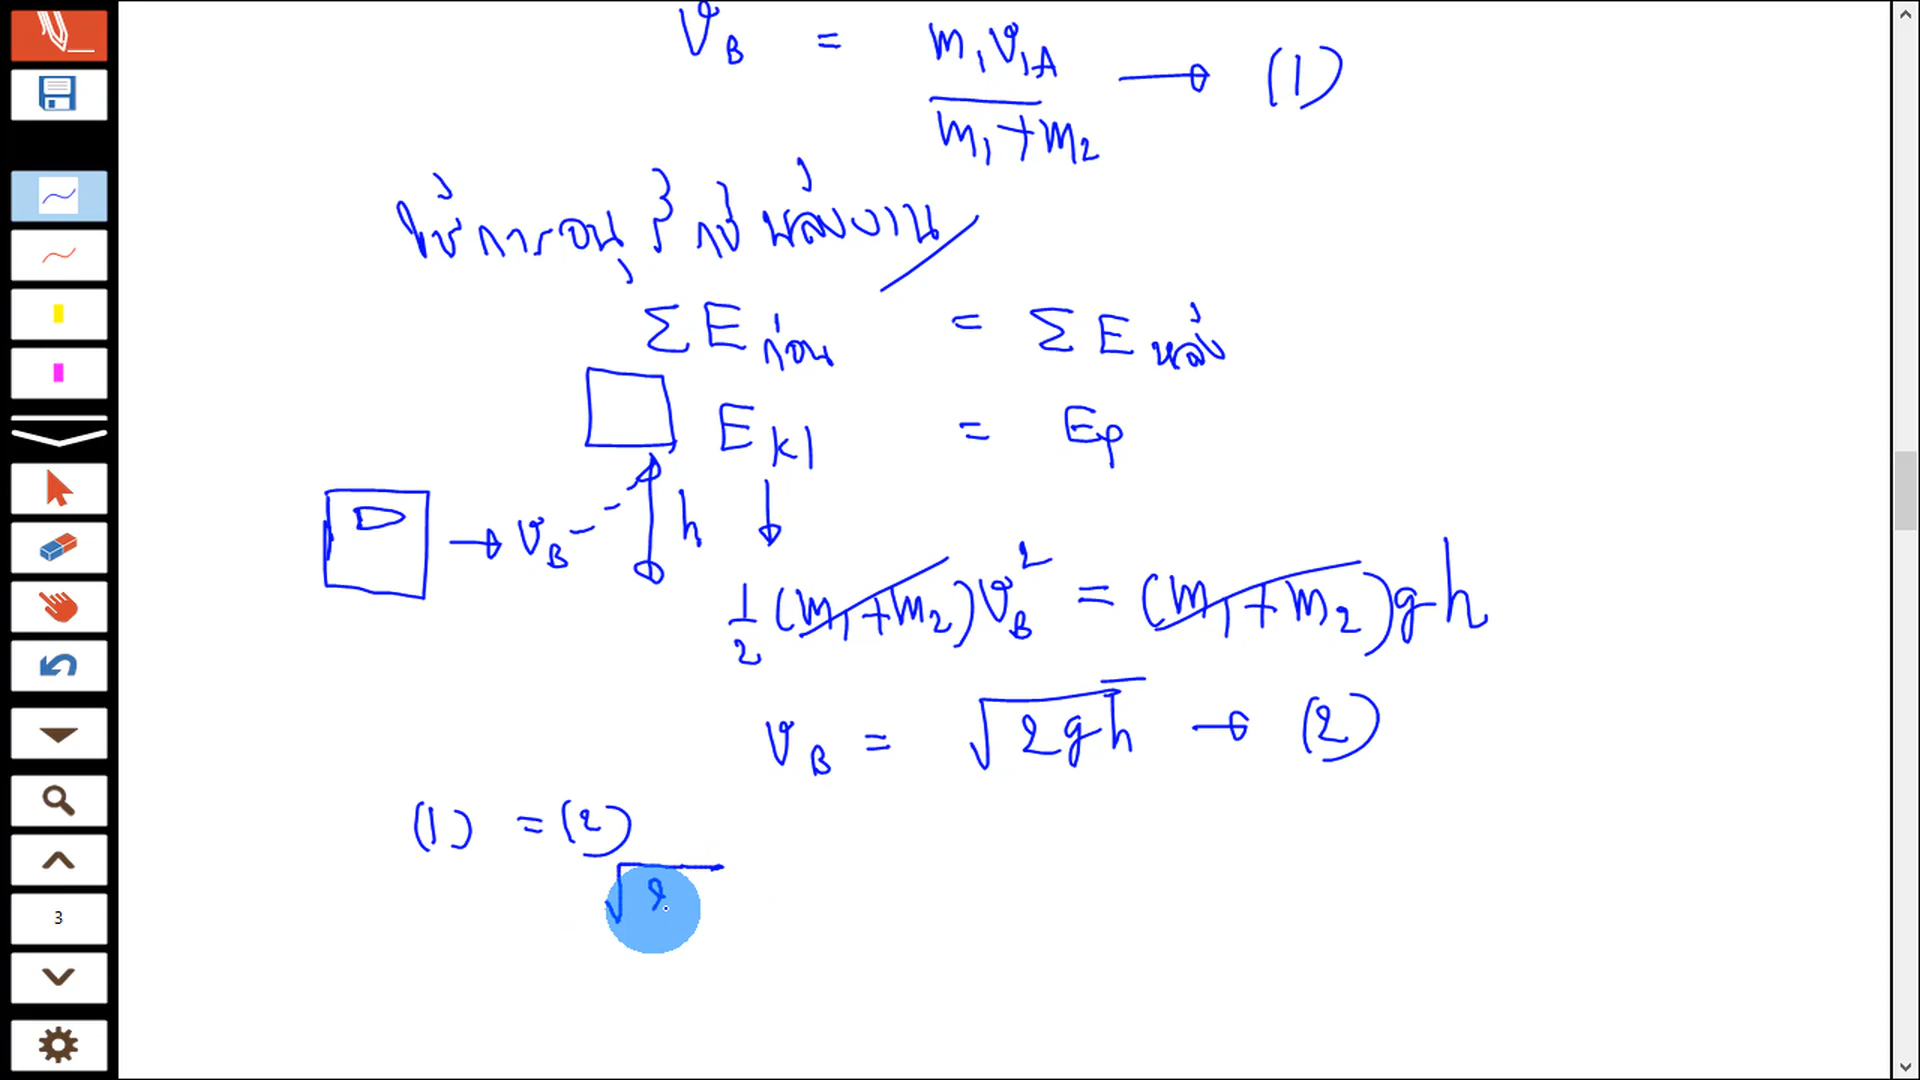 v_B = m₁v₁A / (m₁+m₂) → (1)
ใช้การอนุรักษ์พลังงาน
ΣE ก่อน = ΣE หลัง
E_k1 = E_p
→ v_B
h
½(m₁+m₂)v_B² = (m₁+m₂)gh
v_B = √2gh → (2)
(1) = (2)
√2
3